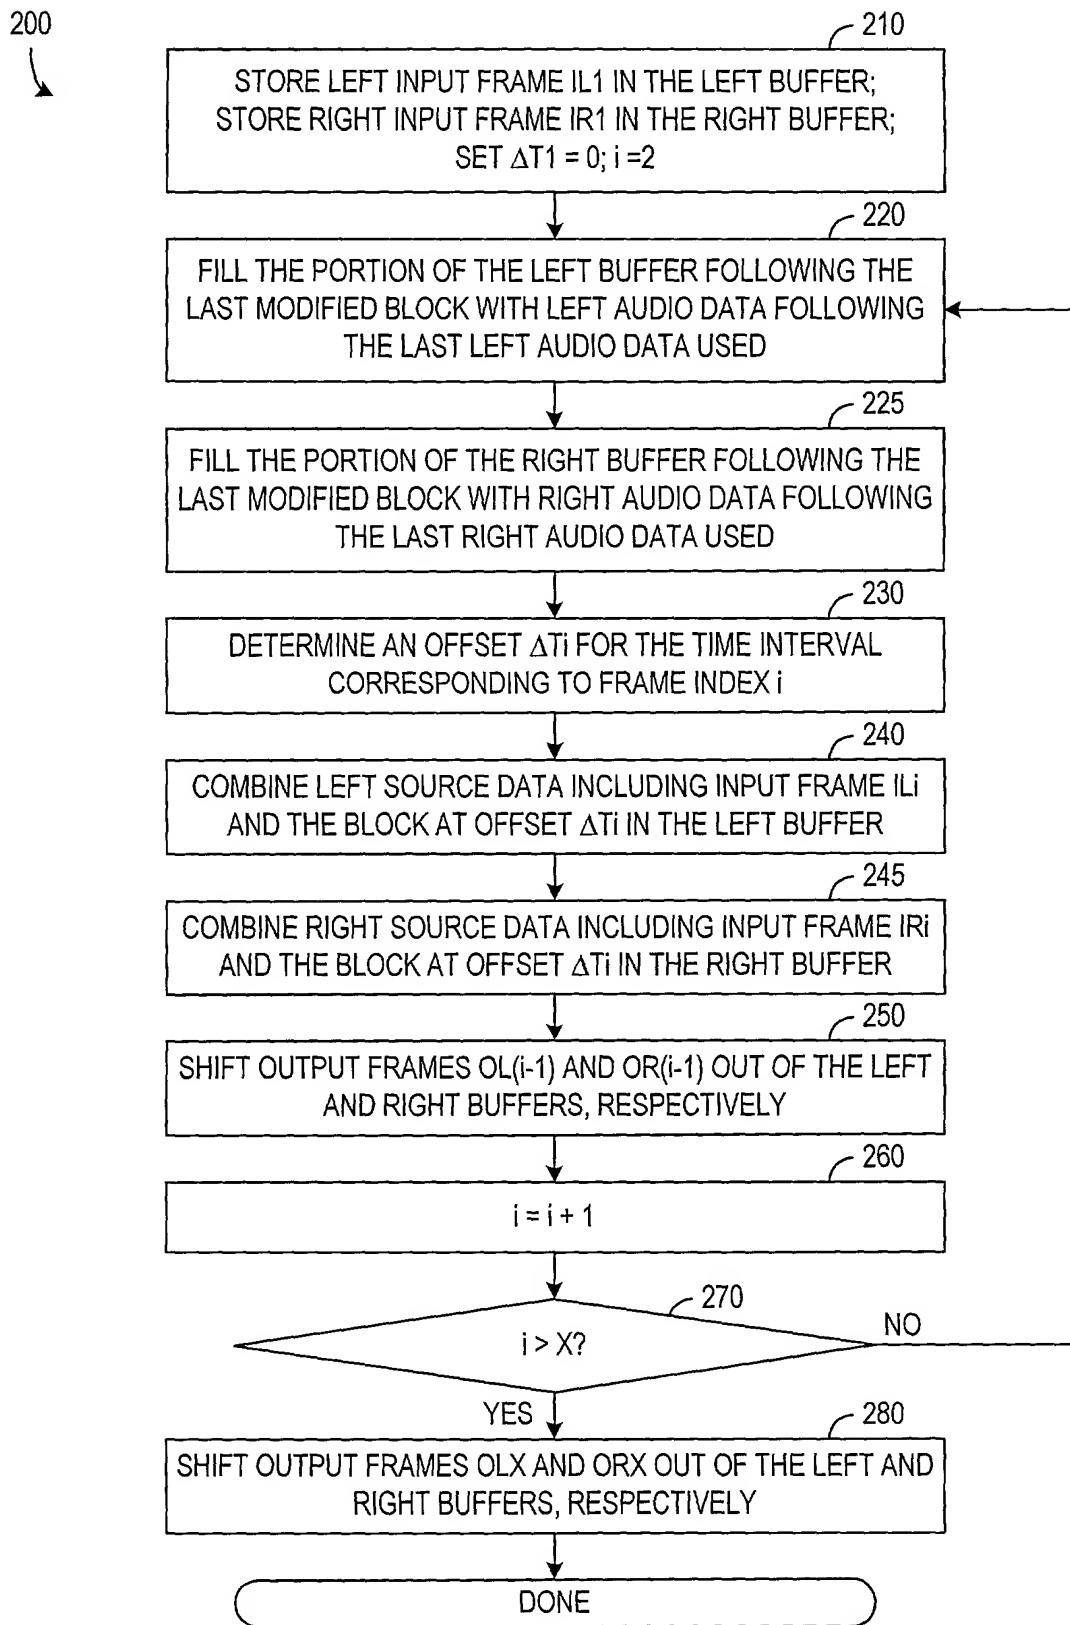 200
210
STORE LEFT INPUT FRAME IL1 IN THE LEFT BUFFER;
STORE RIGHT INPUT FRAME IR1 IN THE RIGHT BUFFER;
SET ΔT1 = 0; i =2
220
FILL THE PORTION OF THE LEFT BUFFER FOLLOWING THE
LAST MODIFIED BLOCK WITH LEFT AUDIO DATA FOLLOWING
THE LAST LEFT AUDIO DATA USED
225
FILL THE PORTION OF THE RIGHT BUFFER FOLLOWING THE
LAST MODIFIED BLOCK WITH RIGHT AUDIO DATA FOLLOWING
THE LAST RIGHT AUDIO DATA USED
230
DETERMINE AN OFFSET ΔTi FOR THE TIME INTERVAL
CORRESPONDING TO FRAME INDEX i
240
COMBINE LEFT SOURCE DATA INCLUDING INPUT FRAME ILi
AND THE BLOCK AT OFFSET ΔTi IN THE LEFT BUFFER
245
COMBINE RIGHT SOURCE DATA INCLUDING INPUT FRAME IRi
AND THE BLOCK AT OFFSET ΔTi IN THE RIGHT BUFFER
250
SHIFT OUTPUT FRAMES OL(i-1) AND OR(i-1) OUT OF THE LEFT
AND RIGHT BUFFERS, RESPECTIVELY
260
i = i + 1
270
i > X?
NO
YES
280
SHIFT OUTPUT FRAMES OLX AND ORX OUT OF THE LEFT AND
RIGHT BUFFERS, RESPECTIVELY
DONE